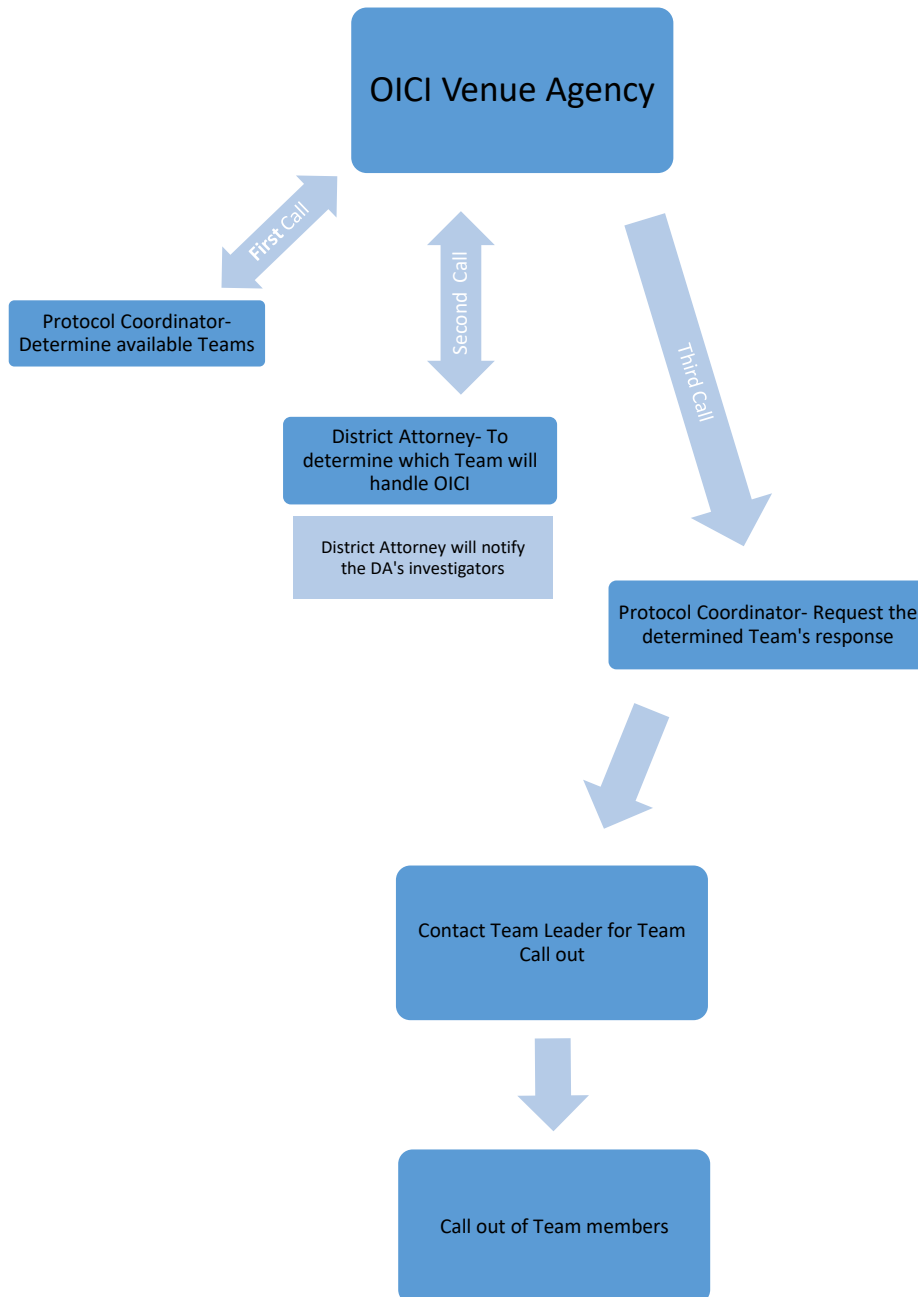 OICI Venue Agency
First Call
Second Call
Third Call
Protocol Coordinator-
Determine available Teams
District Attorney- To
determine which Team will
handle OICI
District Attorney will notify
the DA's investigators
Protocol Coordinator- Request the
determined Team's response
Contact Team Leader for Team
Call out
Call out of Team members